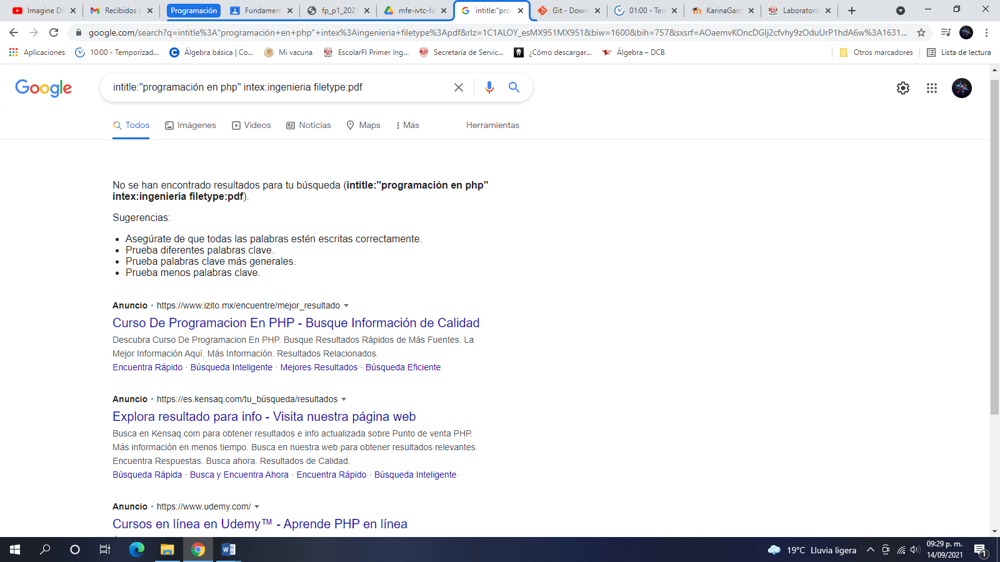 Imagine Dr
Recibidos (
Programación
Fundament
fp_p1_2021
mfe-ivtc-fa
intitle:"prog
Git - Down
01:00 - Tem
KarinaGarc
Laboratorio
google.com/search?q=intitle%3A"programación+en+php"+intex%3Aingenieria+filetype%3Apdf&rlz=1C1ALOY_esMX951MX951&biw=1600&bih=757&sxsrf=AOaemvKOncDGIj2cfvhy9zOduUrP1hdA6w%3A1631...
Aplicaciones
10:00 - Temporizad...
Álgebra básica | Co...
Mi vacuna
EscolarFI Primer Ing...
Secretaría de Servic...
¿Cómo descargar...
Álgebra – DCB
Otros marcadores
Lista de lectura
Google
intitle:"programación en php" intex:ingenieria filetype:pdf
Todos
Imágenes
Videos
Noticias
Maps
Más
Herramientas
No se han encontrado resultados para tu búsqueda (intitle:"programación en php"
intex:ingenieria filetype:pdf).
Sugerencias:
Asegúrate de que todas las palabras estén escritas correctamente.
Prueba diferentes palabras clave.
Prueba palabras clave más generales.
Prueba menos palabras clave.
Anuncio · https://www.izito.mx/encuentre/mejor_resultado
Curso De Programacion En PHP - Busque Información de Calidad
Descubra Curso De Programacion En PHP. Busque Resultados Rápidos de Más Fuentes. La
Mejor Información Aquí. Más Información. Resultados Relacionados.
Encuentra Rápido · Búsqueda Inteligente · Mejores Resultados · Búsqueda Eficiente
Anuncio · https://es.kensaq.com/tu_búsqueda/resultados
Explora resultado para info - Visita nuestra página web
Busca en Kensaq.com para obtener resultados e info actualizada sobre Punto de venta PHP.
Más información en menos tiempo. Busca en nuestra web para obtener resultados relevantes.
Encuentra Respuestas. Busca ahora. Resultados de Calidad.
Búsqueda Rápida · Busca y Encuentra Ahora · Encuentra Rápido · Búsqueda Inteligente
Anuncio · https://www.udemy.com/
Cursos en línea en Udemy™ - Aprende PHP en línea
19°C Lluvia ligera
09:29 p. m.
14/09/2021
1